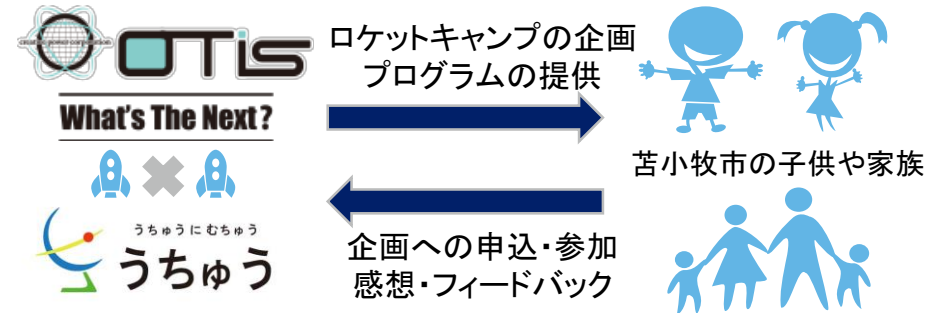 OTis
What's The Next?
うちゅうにむちゅう
うちゅう
ロケットキャンプの企画
プログラムの提供
企画への申込・参加
感想・フィードバック
苫小牧市の子供や家族